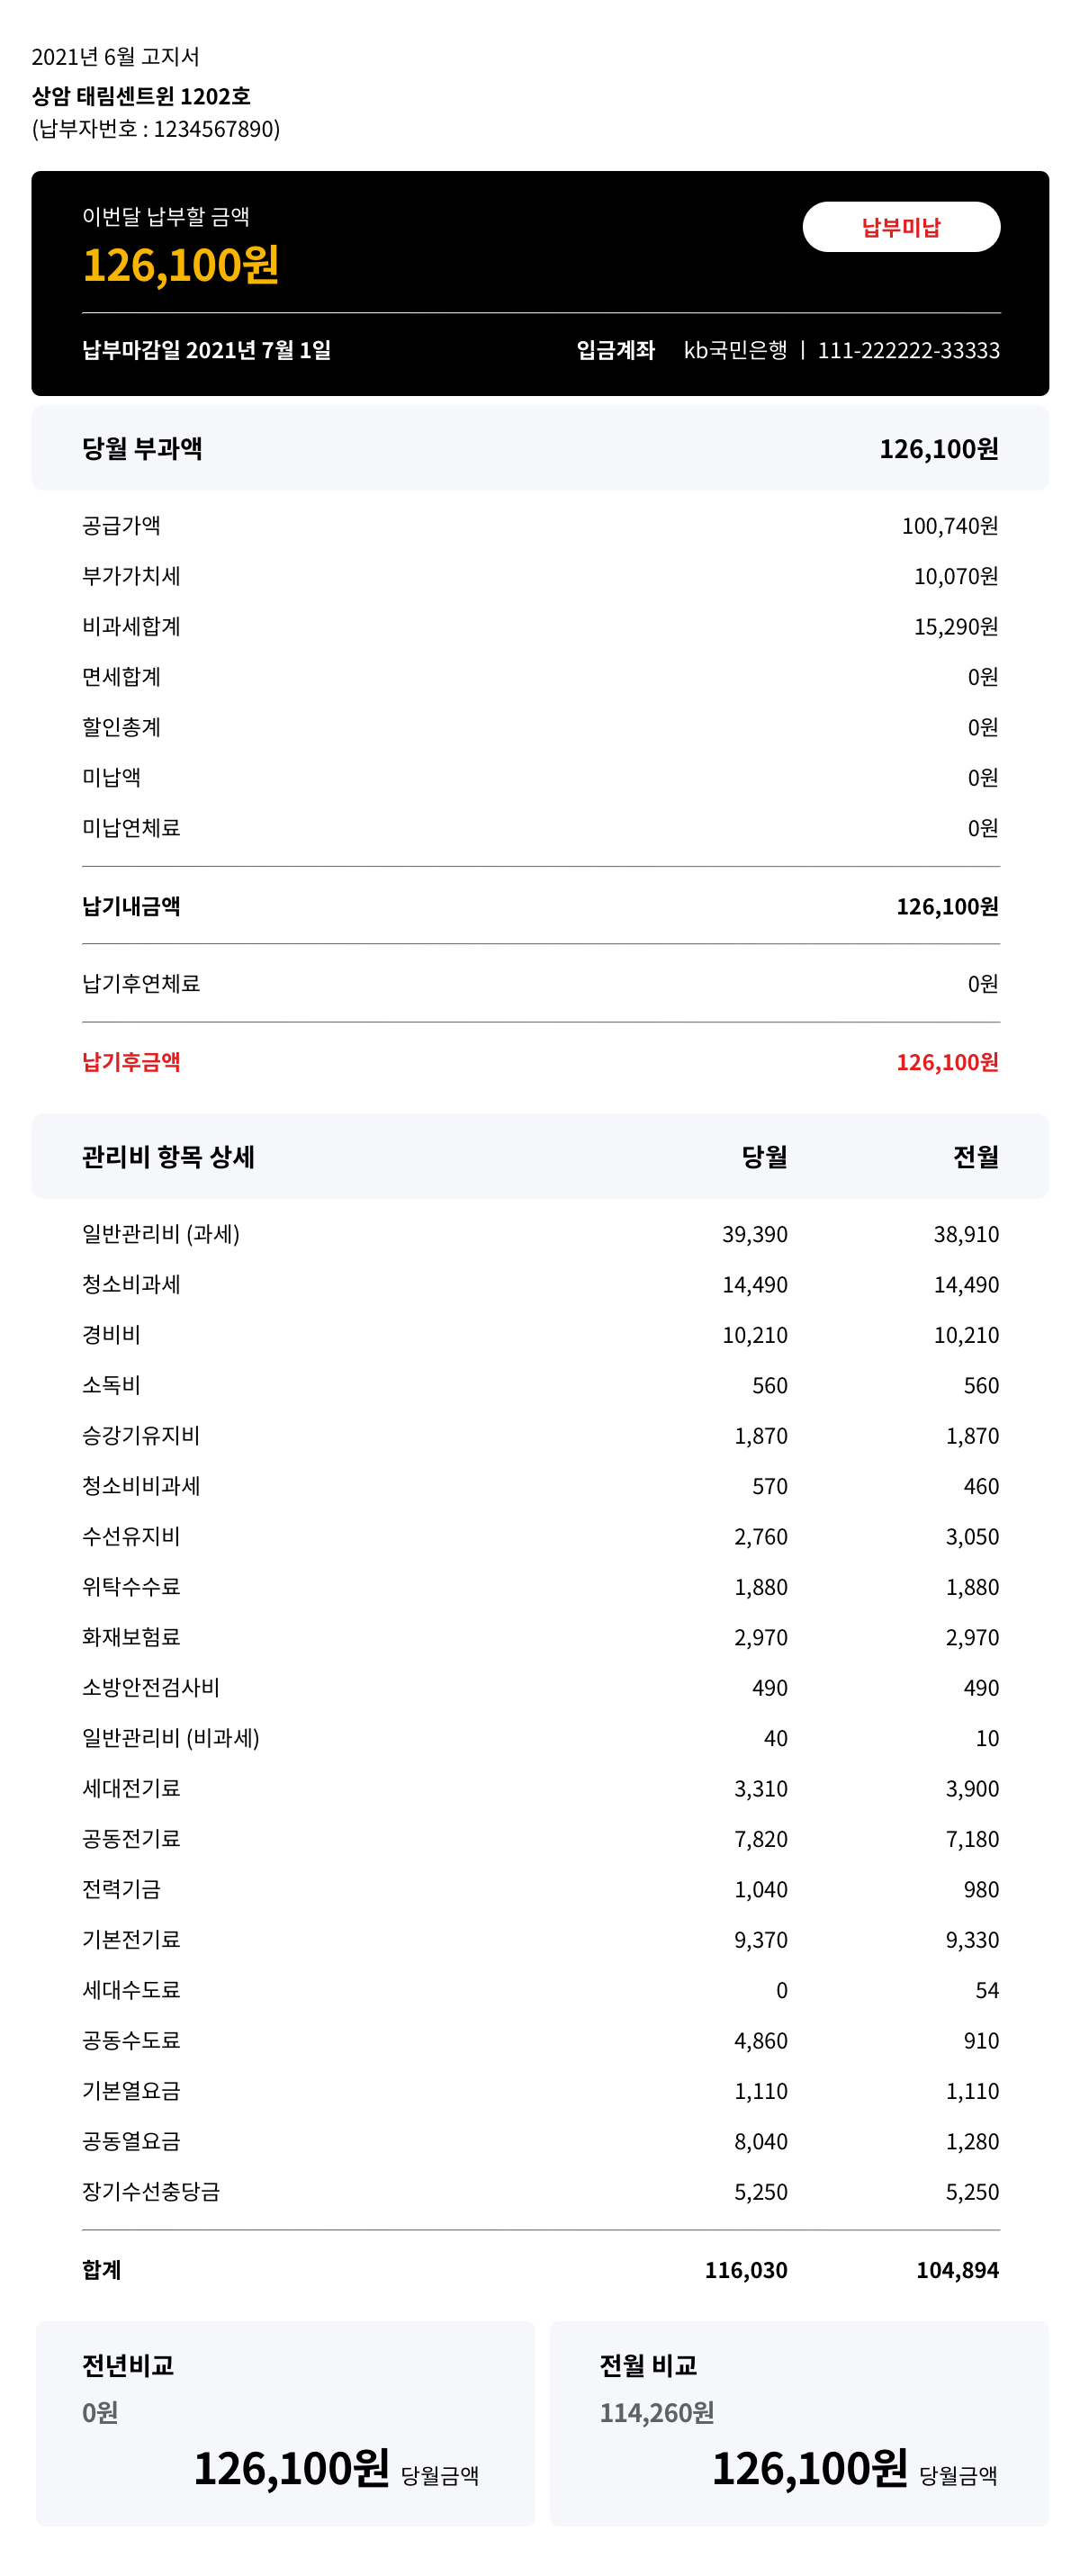 2021년 6월 고지서
상암 태림센트윈 1202호
(납부자번호 : 1234567890)
이번달 납부할 금액
납부미납
126,100원
납부마감일 2021년 7월 1일 입금계좌 kb국민은행 ㅣ 111-222222-33333
당월 부과액 126,100원
공급가액 100,740원
부가가치세 10,070원
비과세합계 15,290원
면세합계 0원
할인총계 0원
미납액 0원
미납연체료 0원
납기내금액 126,100원
납기후연체료 0원
납기후금액 126,100원
관리비 항목 상세 당월 전월
일반관리비 (과세) 39,390 38,910
청소비과세 14,490 14,490
경비비 10,210 10,210
소독비 560 560
승강기유지비 1,870 1,870
청소비비과세 570 460
수선유지비 2,760 3,050
위탁수수료 1,880 1,880
화재보험료 2,970 2,970
소방안전검사비 490 490
일반관리비 (비과세) 40 10
세대전기료 3,310 3,900
공동전기료 7,820 7,180
전력기금 1,040 980
기본전기료 9,370 9,330
세대수도료 0 54
공동수도료 4,860 910
기본열요금 1,110 1,110
공동열요금 8,040 1,280
장기수선충당금 5,250 5,250
합계 116,030 104,894
전년비교
0원
126,100원 당월금액
전월 비교
114,260원
126,100원 당월금액